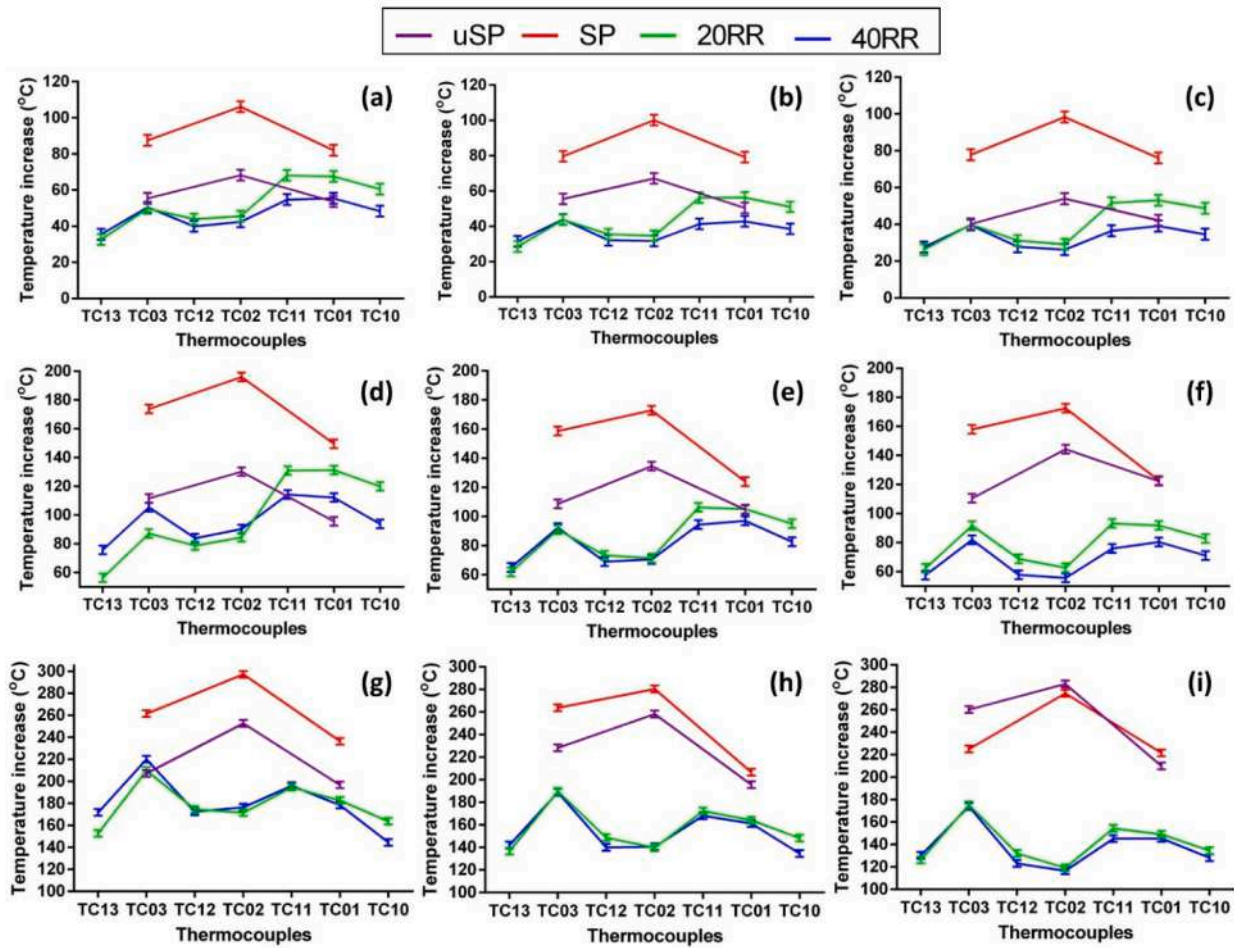 uSP SP 20RR 40RR
(a)
Temperature increase (°C)
120
100
80
60
40
20
0
TC13 TC03 TC12 TC02 TC11 TC01 TC10
Thermocouples
(b)
Temperature increase (°C)
120
100
80
60
40
20
0
TC13 TC03 TC12 TC02 TC11 TC01 TC10
Thermocouples
(c)
Temperature increase (°C)
120
100
80
60
40
20
0
TC13 TC03 TC12 TC02 TC11 TC01 TC10
Thermocouples
(d)
Temperature increase (°C)
200
180
160
140
120
100
80
60
TC13 TC03 TC12 TC02 TC11 TC01 TC10
Thermocouples
(e)
Temperature increase (°C)
200
180
160
140
120
100
80
60
TC13 TC03 TC12 TC02 TC11 TC01 TC10
Thermocouples
(f)
Temperature increase (°C)
200
180
160
140
120
100
80
60
TC13 TC03 TC12 TC02 TC11 TC01 TC10
Thermocouples
(g)
Temperature increase (°C)
300
280
260
240
220
200
180
160
140
120
100
TC13 TC03 TC12 TC02 TC11 TC01 TC10
Thermocouples
(h)
Temperature increase (°C)
300
280
260
240
220
200
180
160
140
120
100
TC13 TC03 TC12 TC02 TC11 TC01 TC10
Thermocouples
(i)
Temperature increase (°C)
300
280
260
240
220
200
180
160
140
120
100
TC13 TC03 TC12 TC02 TC11 TC01 TC10
Thermocouples